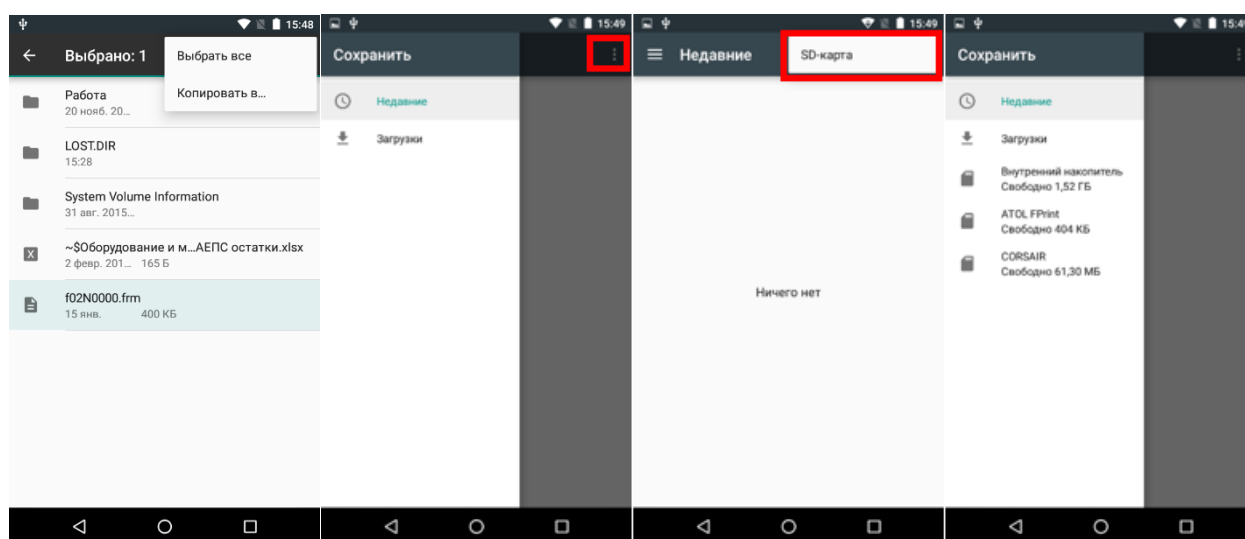 15:48
Выбрано: 1
Выбрать все
Копировать в...
Работа
20 нояб. 20...
LOST.DIR
15:28
System Volume Information
31 авг. 2015...
~$Оборудование и м...АЕПС остатки.xlsx
2 февр. 201... 165 Б
f02N0000.frm
15 янв. 400 КБ
15:49
Сохранить
Недавние
Загрузки
15:49
Недавние
SD-карта
Ничего нет
15:49
Сохранить
Недавние
Загрузки
Внутренний накопитель
Свободно 1,52 ГБ
ATOL FPrint
Свободно 404 КБ
CORSAIR
Свободно 61,30 МБ